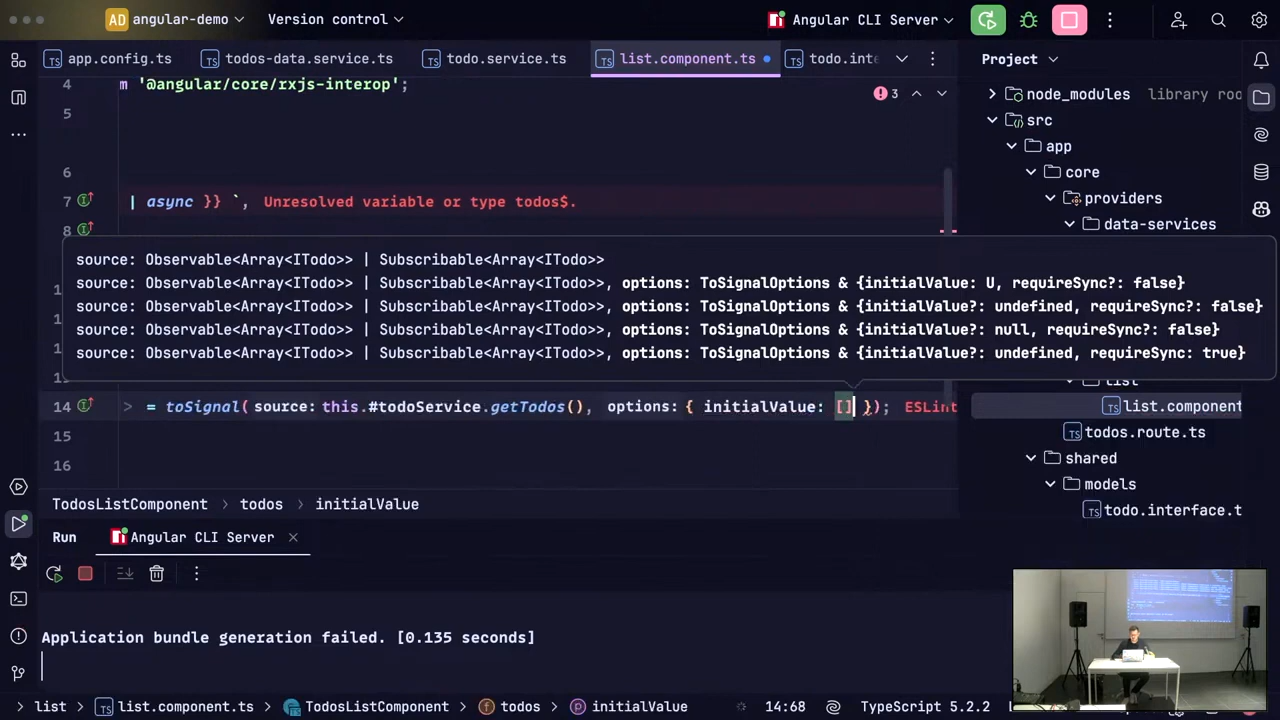 AD angular-demo
Version control
Angular CLI Server
app.config.ts
todos-data.service.ts
todo.service.ts
list.component.ts
todo.inte
Project
4 m '@angular/core/rxjs-interop';
3
node_modules library roo
5
src
app
6
core
7 | async }} `, Unresolved variable or type todos$.
providers
8
data-services
source: Observable<Array<ITodo>> | Subscribable<Array<ITodo>>
source: Observable<Array<ITodo>> | Subscribable<Array<ITodo>>, options: ToSignalOptions & {initialValue: U, requireSync?: false}
source: Observable<Array<ITodo>> | Subscribable<Array<ITodo>>, options: ToSignalOptions & {initialValue?: undefined, requireSync?: false}
source: Observable<Array<ITodo>> | Subscribable<Array<ITodo>>, options: ToSignalOptions & {initialValue?: null, requireSync?: false}
source: Observable<Array<ITodo>> | Subscribable<Array<ITodo>>, options: ToSignalOptions & {initialValue?: undefined, requireSync: true}
list
14 > = toSignal( source: this.#todoService.getTodos(), options: { initialValue: [] }); ESLint
list.component
15
todos.route.ts
16
shared
models
todo.interface.t
TodosListComponent > todos > initialValue
Run
Angular CLI Server
Application bundle generation failed. [0.135 seconds]
list > list.component.ts > TodosListComponent > todos > initialValue
14:68
TypeScript 5.2.2